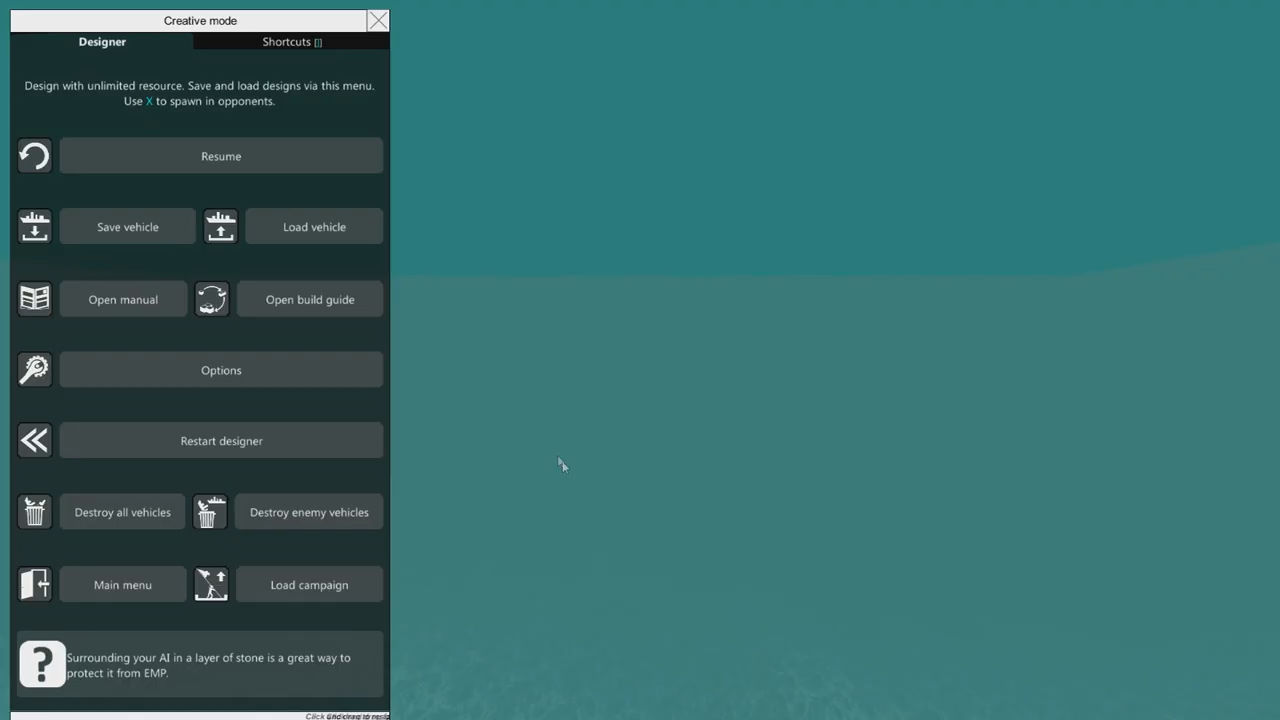 Creative mode
Designer
Shortcuts []]
Design with unlimited resource. Save and load designs via this menu.
Use X to spawn in opponents.
Resume
Save vehicle
Load vehicle
Open manual
Open build guide
Options
Restart designer
Destroy all vehicles
Destroy enemy vehicles
Main menu
Load campaign
Surrounding your AI in a layer of stone is a great way to
protect it from EMP.